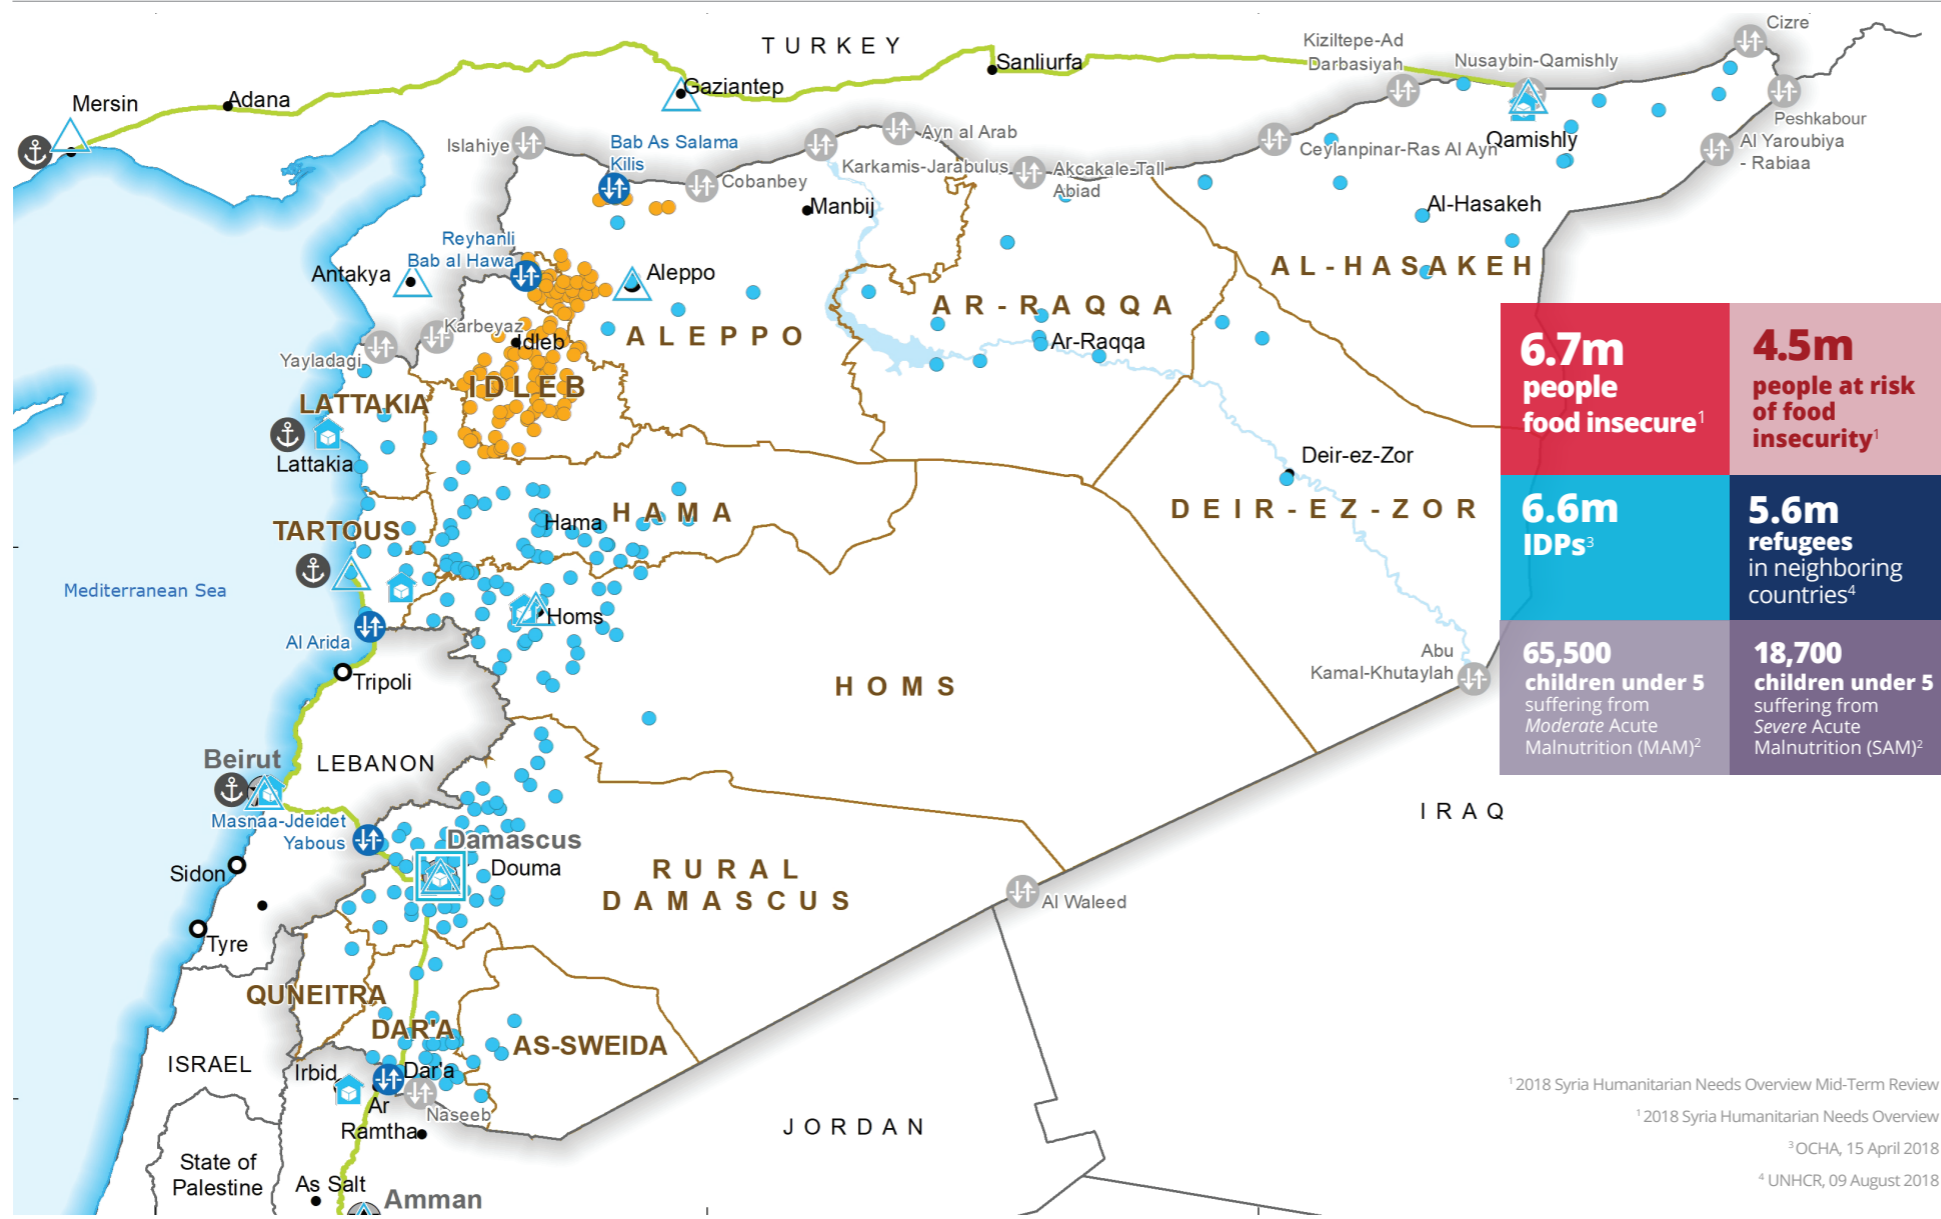 Cizre
TURKEY
Kiziltepe-Ad
Darbasiyah
Nusaybin-Qamishly
Sanliurfa
Gaziantep
Mersin
Adana
Peshkabour
Islahiye
Bab As Salama
Kilis
Ayn al Arab
Qamishly
Al Yaroubiya
- Rabiaa
Ceylanpinar-Ras Al Ayn
Karkamis-Jarabulus
Akcakale-Tall
Abiad
Cobanbey
Manbij
Al-Hasakeh
Reyhanli
Bab al Hawa
Antakya
Aleppo
AL-HASAKEH
AR-RAQQA
Karbeyaz
Idleb
ALEPPO
Ar-Raqqa
Yayladagi
IDLEB
LATTAKIA
Lattakia
Deir-ez-Zor
DEIR-EZ-ZOR
HAMA
Hama
TARTOUS
Mediterranean Sea
Homs
Al Arida
Tripoli
HOMS
Abu
Kamal-Khutaylah
Beirut
LEBANON
Masnaa-Jdeidet
Yabous
Damascus
Douma
IRAQ
Sidon
RURAL
DAMASCUS
Al Waleed
Tyre
QUNEITRA
DAR'A
AS-SWEIDA
ISRAEL
Irbid
Dar'a
Ar
Ramtha
Naseeb
JORDAN
State of
Palestine
As Salt
Amman
6.7m
people
food insecure1
4.5m
people at risk
of food
insecurity1
6.6m
IDPs3
5.6m
refugees
in neighboring
countries4
65,500
children under 5
suffering from
Moderate Acute
Malnutrition (MAM)2
18,700
children under 5
suffering from
Severe Acute
Malnutrition (SAM)2
1 2018 Syria Humanitarian Needs Overview Mid-Term Review
1 2018 Syria Humanitarian Needs Overview
3 OCHA, 15 April 2018
4 UNHCR, 09 August 2018